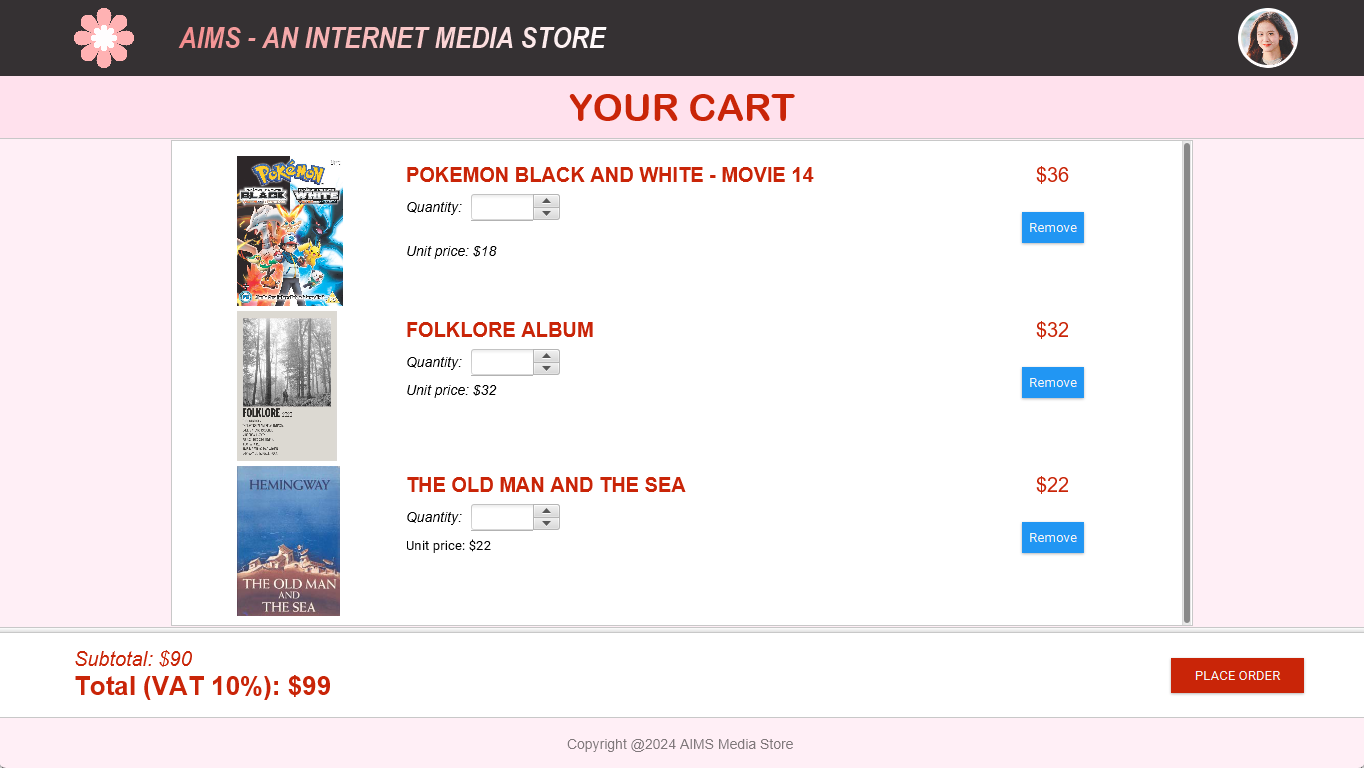 AIMS - AN INTERNET MEDIA STORE
YOUR CART
Pokémon
BLACK WHITE
POKEMON BLACK AND WHITE - MOVIE 14
$36
Quantity:
Remove
Unit price: $18
FOLKLORE
FOLKLORE ALBUM
$32
Quantity:
Remove
Unit price: $32
HEMINGWAY
THE OLD MAN
AND
THE SEA
THE OLD MAN AND THE SEA
$22
Quantity:
Remove
Unit price: $22
Subtotal: $90
Total (VAT 10%): $99
PLACE ORDER
Copyright @2024 AIMS Media Store